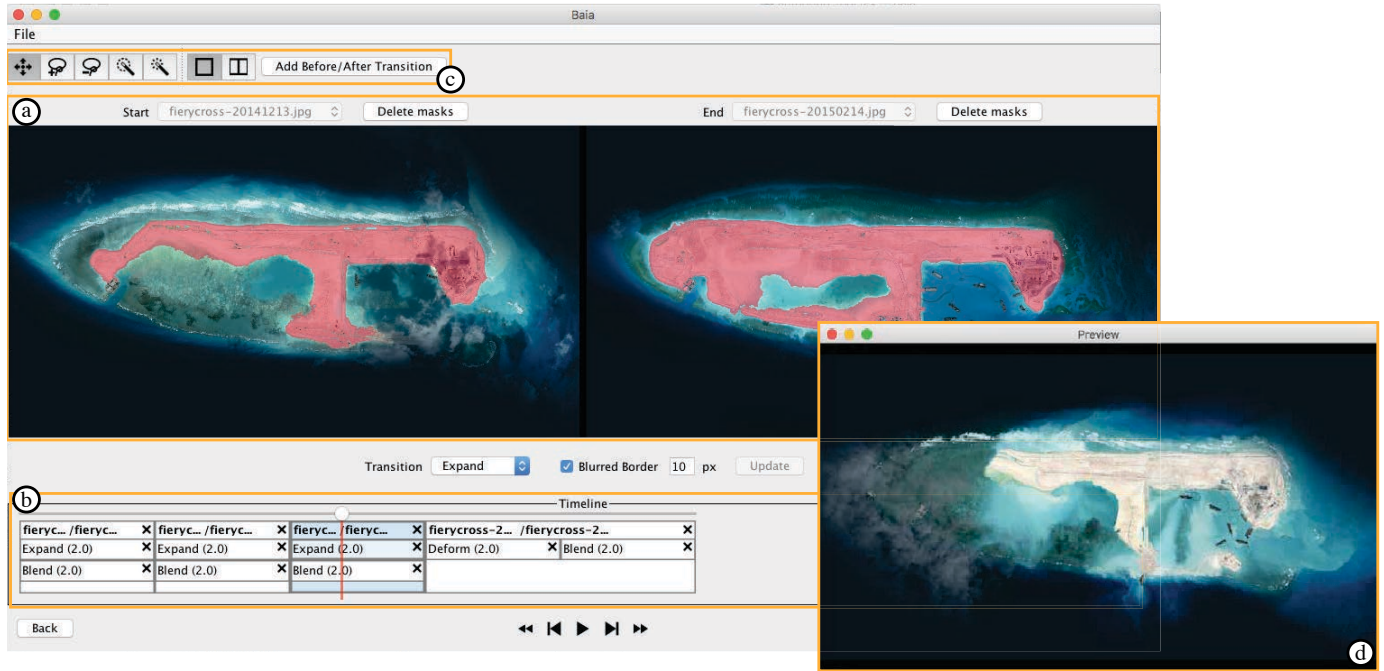 Baia
File
Add Before/After Transition
c
a
Start fierycross-20141213.jpg Delete masks End fierycross-20150214.jpg Delete masks
Preview
Transition Expand Blurred Border 10 px Update
b
Timeline
fieryc... /fieryc... X fieryc... /fieryc... X fieryc... /fieryc... X fierycross-2... /fierycross-2... X
Expand (2.0) X Expand (2.0) X Expand (2.0) X Deform (2.0) X Blend (2.0) X
Blend (2.0) X Blend (2.0) X Blend (2.0) X
Back
d